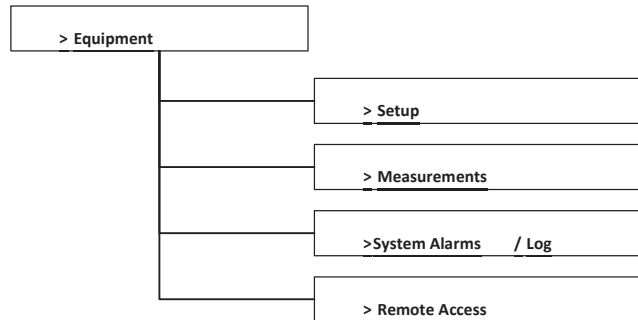 > Equipment
> Setup
> Measurements
>System Alarms / Log
> Remote Access